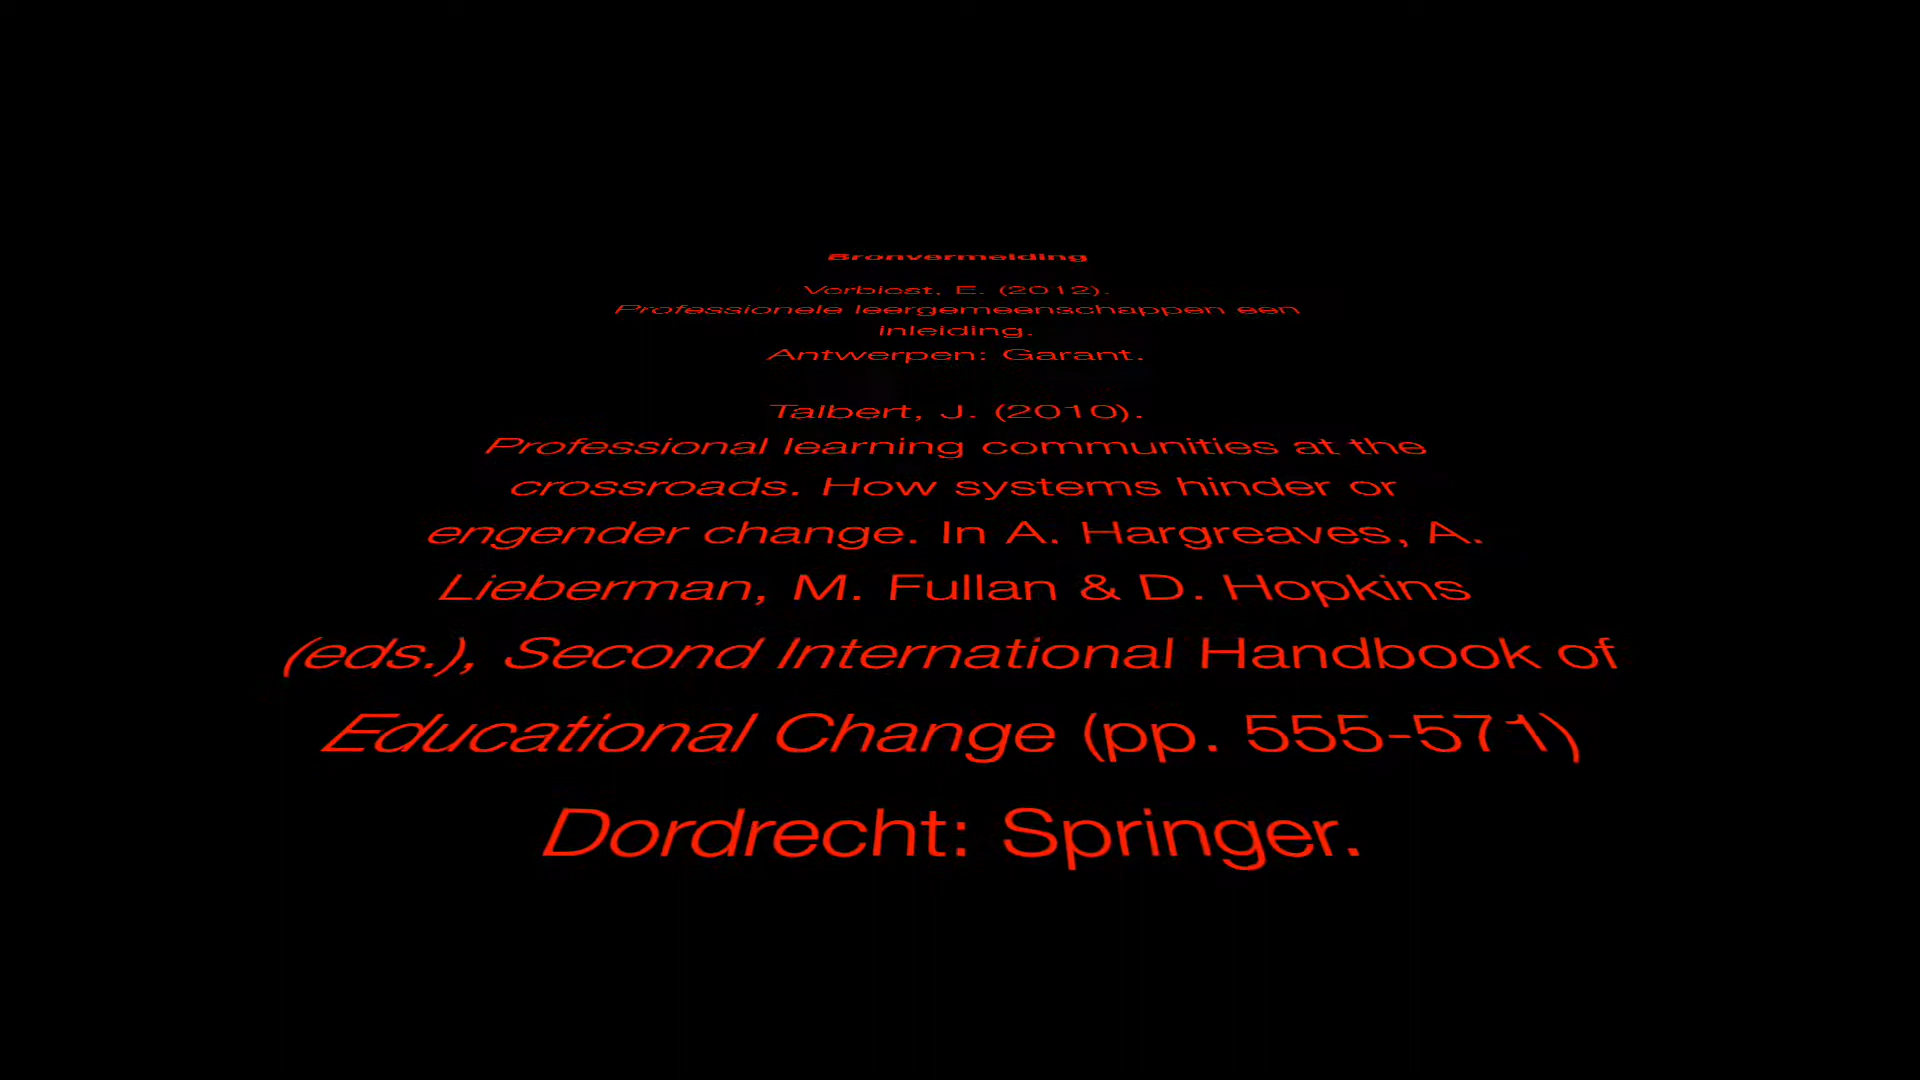 Bronvermelding
Verbiest, E. (2012).
Professionele leergemeenschappen een
inleiding.
Antwerpen: Garant.
Talbert, J. (2010).
Professional learning communities at the
crossroads. How systems hinder or
engender change. In A. Hargreaves, A.
Lieberman, M. Fullan & D. Hopkins
(eds.), Second International Handbook of
Educational Change (pp. 555-571)
Dordrecht: Springer.